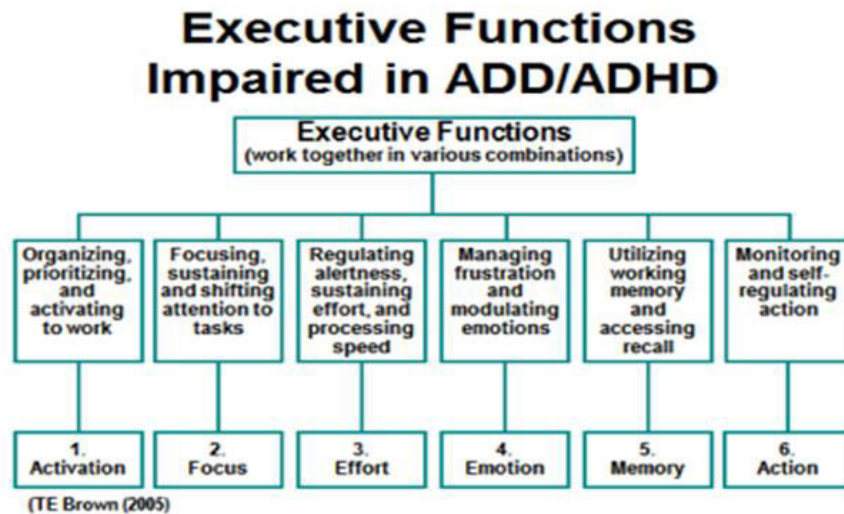 Executive Functions
Impaired in ADD/ADHD
Executive Functions
(work together in various combinations)
Organizing,
prioritizing,
and
activating
to work
Focusing,
sustaining
and shifting
attention to
tasks
Regulating
alertness,
sustaining
effort, and
processing
speed
Managing
frustration
and
modulating
emotions
Utilizing
working
memory
and
accessing
recall
Monitoring
and self-
regulating
action
1.
Activation
2.
Focus
3.
Effort
4.
Emotion
5.
Memory
6.
Action
(TE Brown (2005)